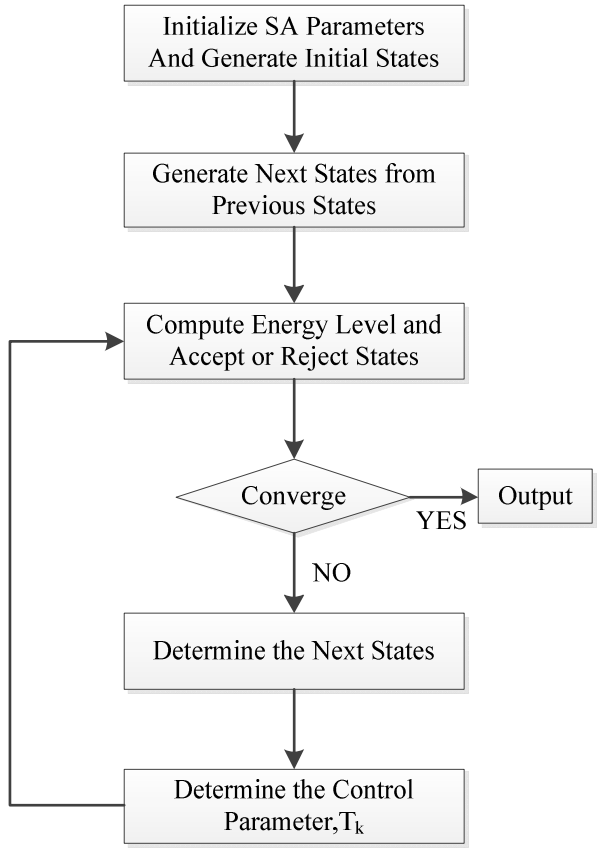 Initialize SA Parameters
And Generate Initial States
Generate Next States from
Previous States
Compute Energy Level and
Accept or Reject States
Converge
YES
Output
NO
Determine the Next States
Determine the Control
Parameter,Tk